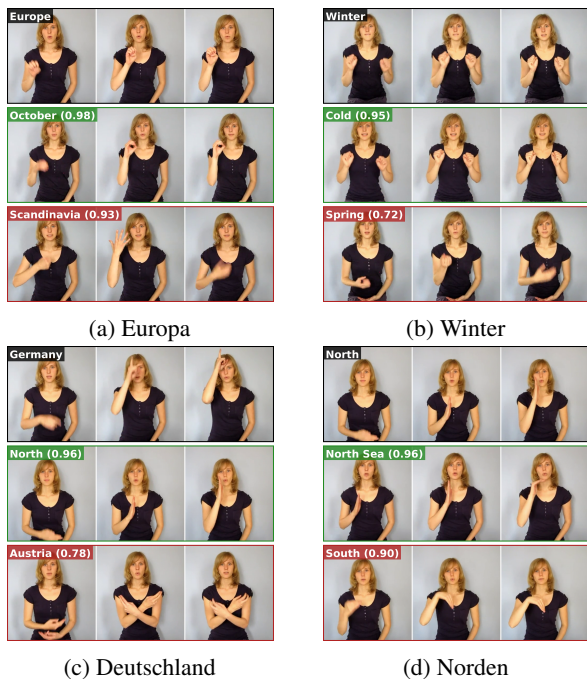 Europe
October (0.98)
Scandinavia (0.93)
(a) Europa
Winter
Cold (0.95)
Spring (0.72)
(b) Winter
Germany
North (0.96)
Austria (0.78)
(c) Deutschland
North
North Sea (0.96)
South (0.90)
(d) Norden